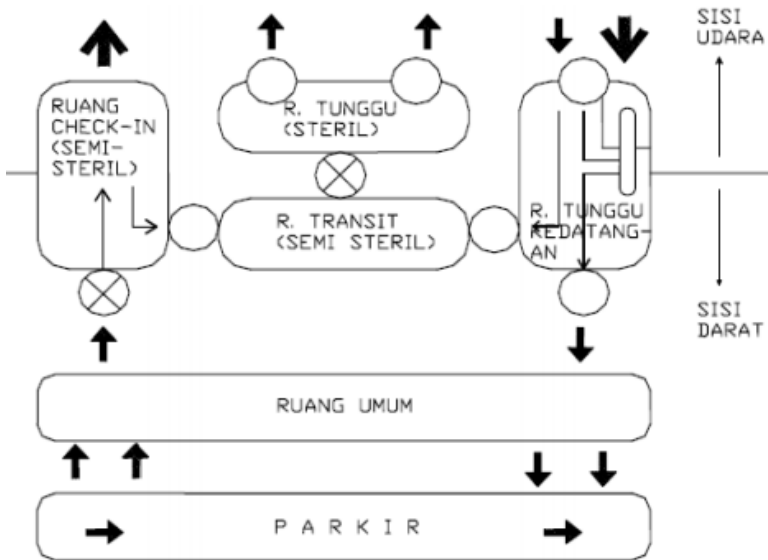 SISI
UDARA
RUANG
CHECK-IN
(SEMI-
STERIL)
R. TUNGGU
(STERIL)
R. TRANSIT
(SEMI STERIL)
R. TUNGGU
KEDATANG-
AN
SISI
DARAT
RUANG UMUM
PARKIR